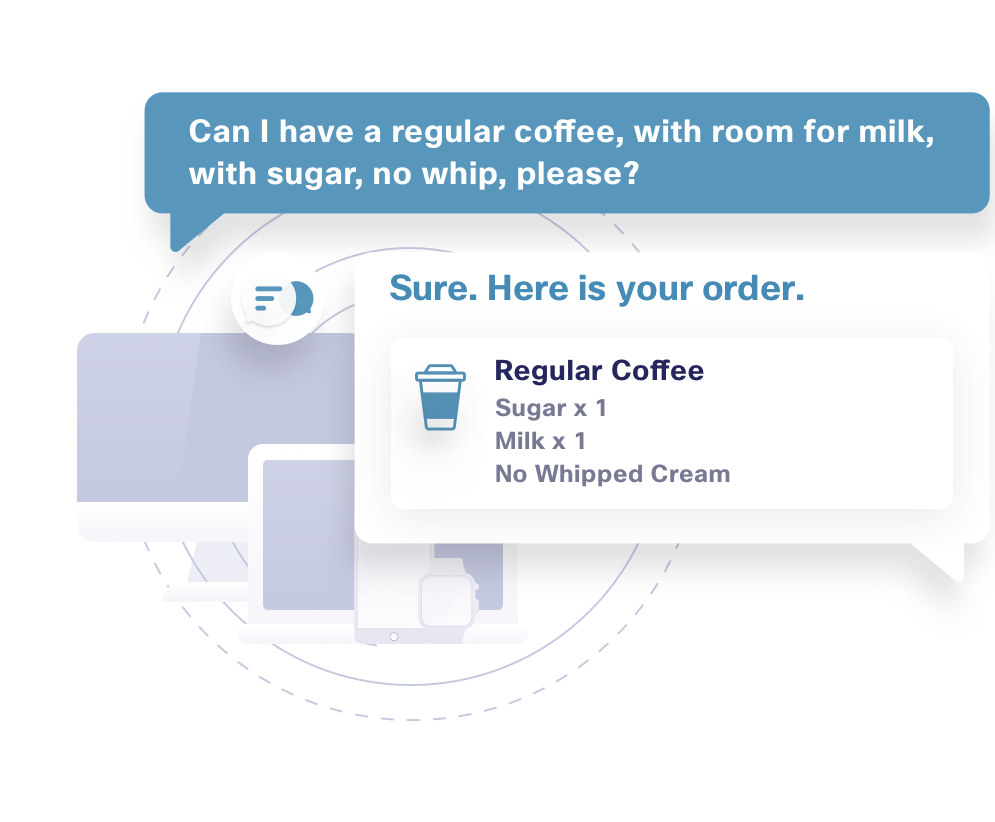 Can I have a regular coffee, with room for milk,
with sugar, no whip, please?
Sure. Here is your order.
Regular Coffee
Sugar x 1
Milk x 1
No Whipped Cream